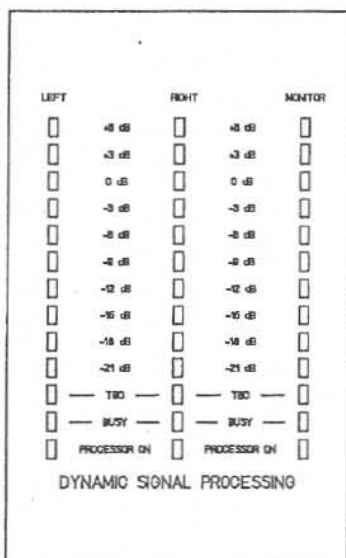 LEFT RIGHT MONITOR
+6 dB +6 dB
+3 dB +3 dB
0 dB 0 dB
-3 dB -3 dB
-6 dB -6 dB
-9 dB -9 dB
-12 dB -12 dB
-15 dB -15 dB
-18 dB -18 dB
-21 dB -21 dB
TBO TBO
BUSY BUSY
PROCESSOR ON PROCESSOR ON
DYNAMIC SIGNAL PROCESSING